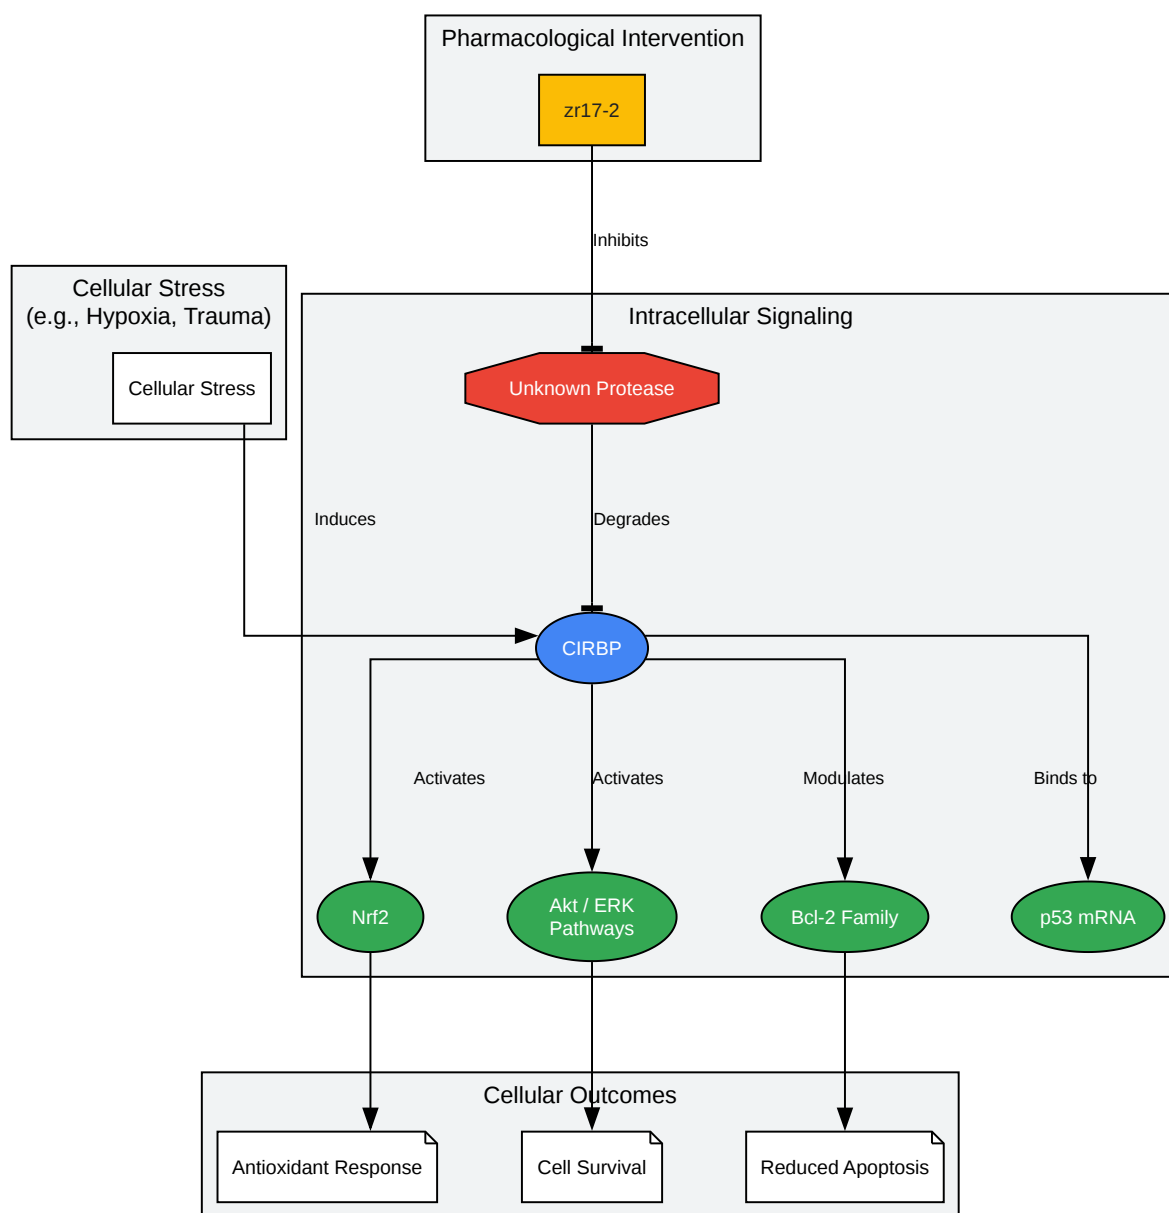 Pharmacological Intervention
zr17-2
Inhibits
Cellular Stress
(e.g., Hypoxia, Trauma)
Cellular Stress
Intracellular Signaling
Unknown Protease
Induces
Degrades
CIRBP
Activates
Activates
Modulates
Binds to
Nrf2
Akt / ERK
Pathways
Bcl-2 Family
p53 mRNA
Cellular Outcomes
Antioxidant Response
Cell Survival
Reduced Apoptosis